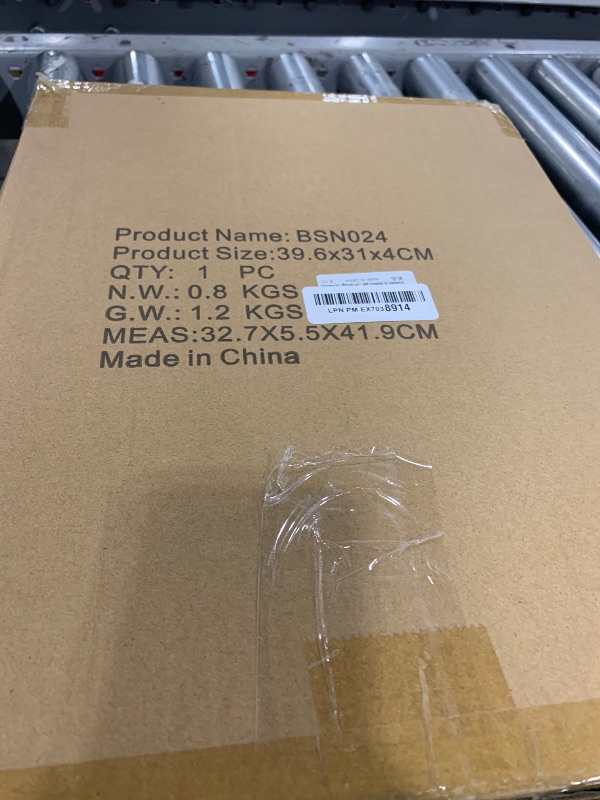 Product Name: BSN024
Product Size:39.6x31x4CM
QTY: 1 PC
N.W.: 0.8 KGS
G.W.: 1.2 KGS
LPN PM EX7038914
MEAS:32.7X5.5X41.9CM
Made in China